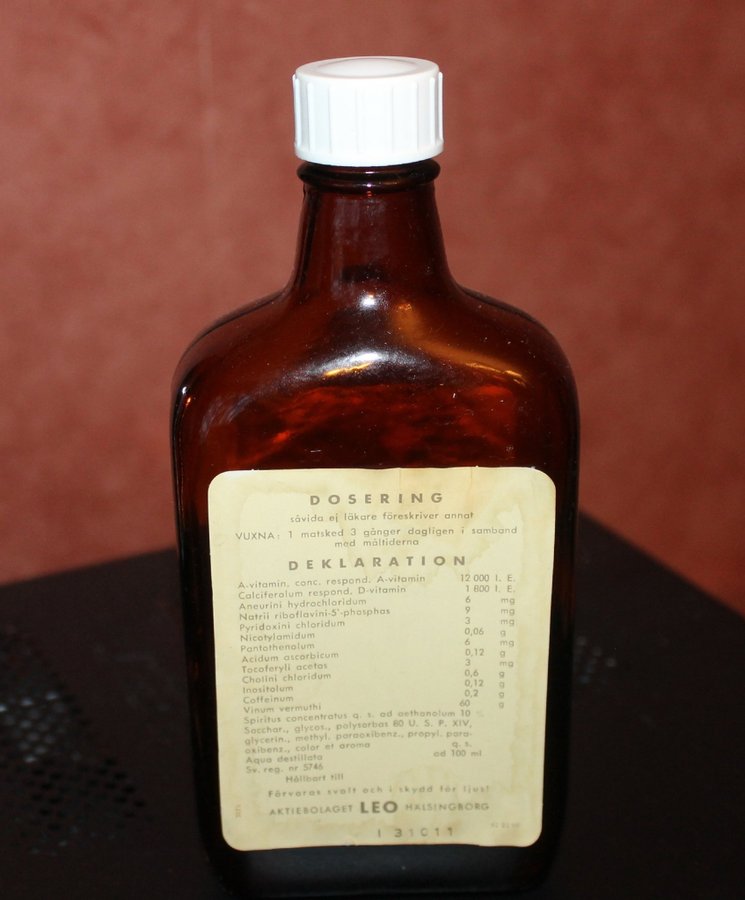 DOSERING
såvida ej läkare föreskriver annat
VUXNA: 1 matsked 3 gånger dagligen i samband
med måltiderna
DEKLARATION
A-vitamin. conc. respond. A-vitamin 12 000 I. E.
Calciferolum respond. D-vitamin 1 800 I. E.
Aneurini hydrochloridum 6 mg
Natrii riboflavini-5'-phosphas 9 mg
Pyridoxini chloridum 3 mg
Nicotylamidum 0,06 g
Pantothenolum 6 mg
Acidum ascorbicum 0,12 g
Tocoferyli acetas 3 mg
Cholini chloridum 0,6 g
Inositolum 0,12 g
Coffeinum 0,2 g
Vinum vermuthi 60 g
Spiritus concentratus q. s. ad aethanolum 10 %
Sacchar., glycos., polysorbas 80 U. S. P. XIV,
glycerin., methyl. paraoxibenz., propyl. para-
oxibenz., color et aroma q. s.
Aqua destillata ad 100 ml
Sv. reg. nr 5746
Hållbart till
Förvaras svalt och i skydd för ljus!
AKTIEBOLAGET LEO HÄLSINGBORG
I 31011